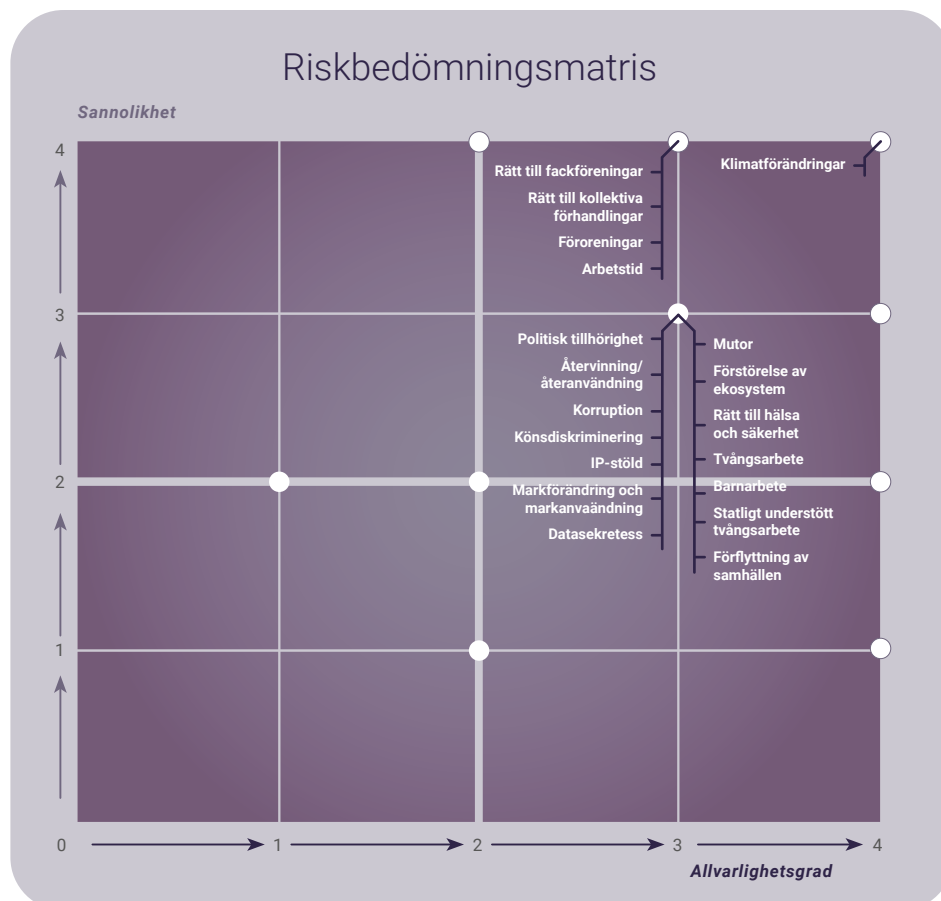 Riskbedömningsmatris
Sannolikhet
4
Rätt till fackföreningar
Rätt till kollektiva
förhandlingar
Föroreningar
Arbetstid
Klimatförändringar
3
Politisk tillhörighet
Återvinning/
återanvändning
Korruption
Könsdiskriminering
IP-stöld
Markförändring och
markanvaändning
Datasekretess
Mutor
Förstörelse av
ekosystem
Rätt till hälsa
och säkerhet
Tvångsarbete
Barnarbete
Statligt understött
tvångsarbete
Förflyttning av
samhällen
2
1
0 1 2 3 4
Allvarlighetsgrad